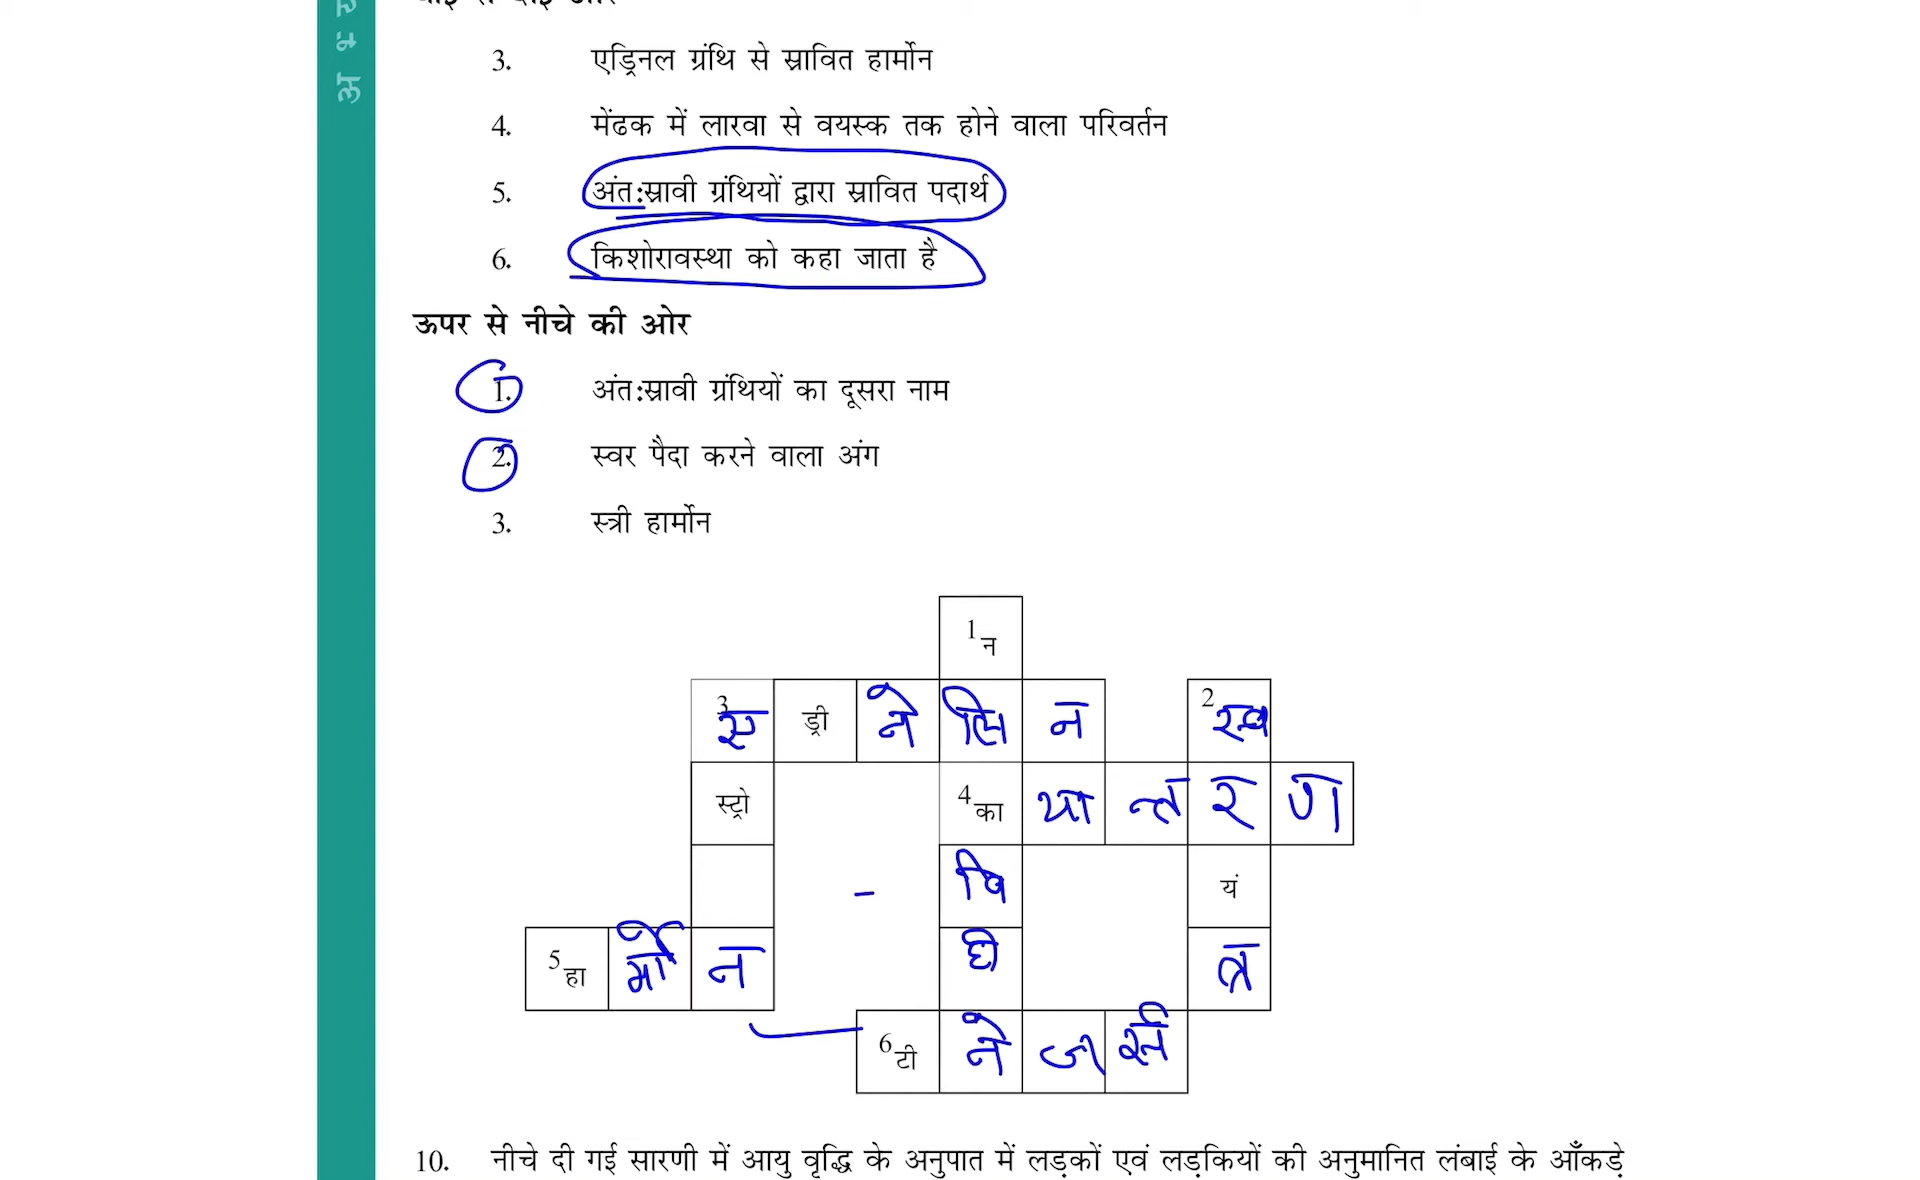 3. एड्रिनल ग्रंथि से स्रावित हार्मोन
4. मेंढक में लारवा से वयस्क तक होने वाला परिवर्तन
5. अंत:स्रावी ग्रंथियों द्वारा स्रावित पदार्थ
6. किशोरावस्था को कहा जाता है
ऊपर से नीचे की ओर
1. अंत:स्रावी ग्रंथियों का दूसरा नाम
2. स्वर पैदा करने वाला अंग
3. स्त्री हार्मोन
1 न
3 ए ड्री ने लि न 2 स्व
स्ट्रो 4 का या न्त र ण
वि यं
5 हा र्मो न ही त्र
6 टी ने ज र्स
10. नीचे दी गई सारणी में आयु वृद्धि के अनुपात में लड़कों एवं लड़कियों की अनुमानित लंबाई के आँकड़े